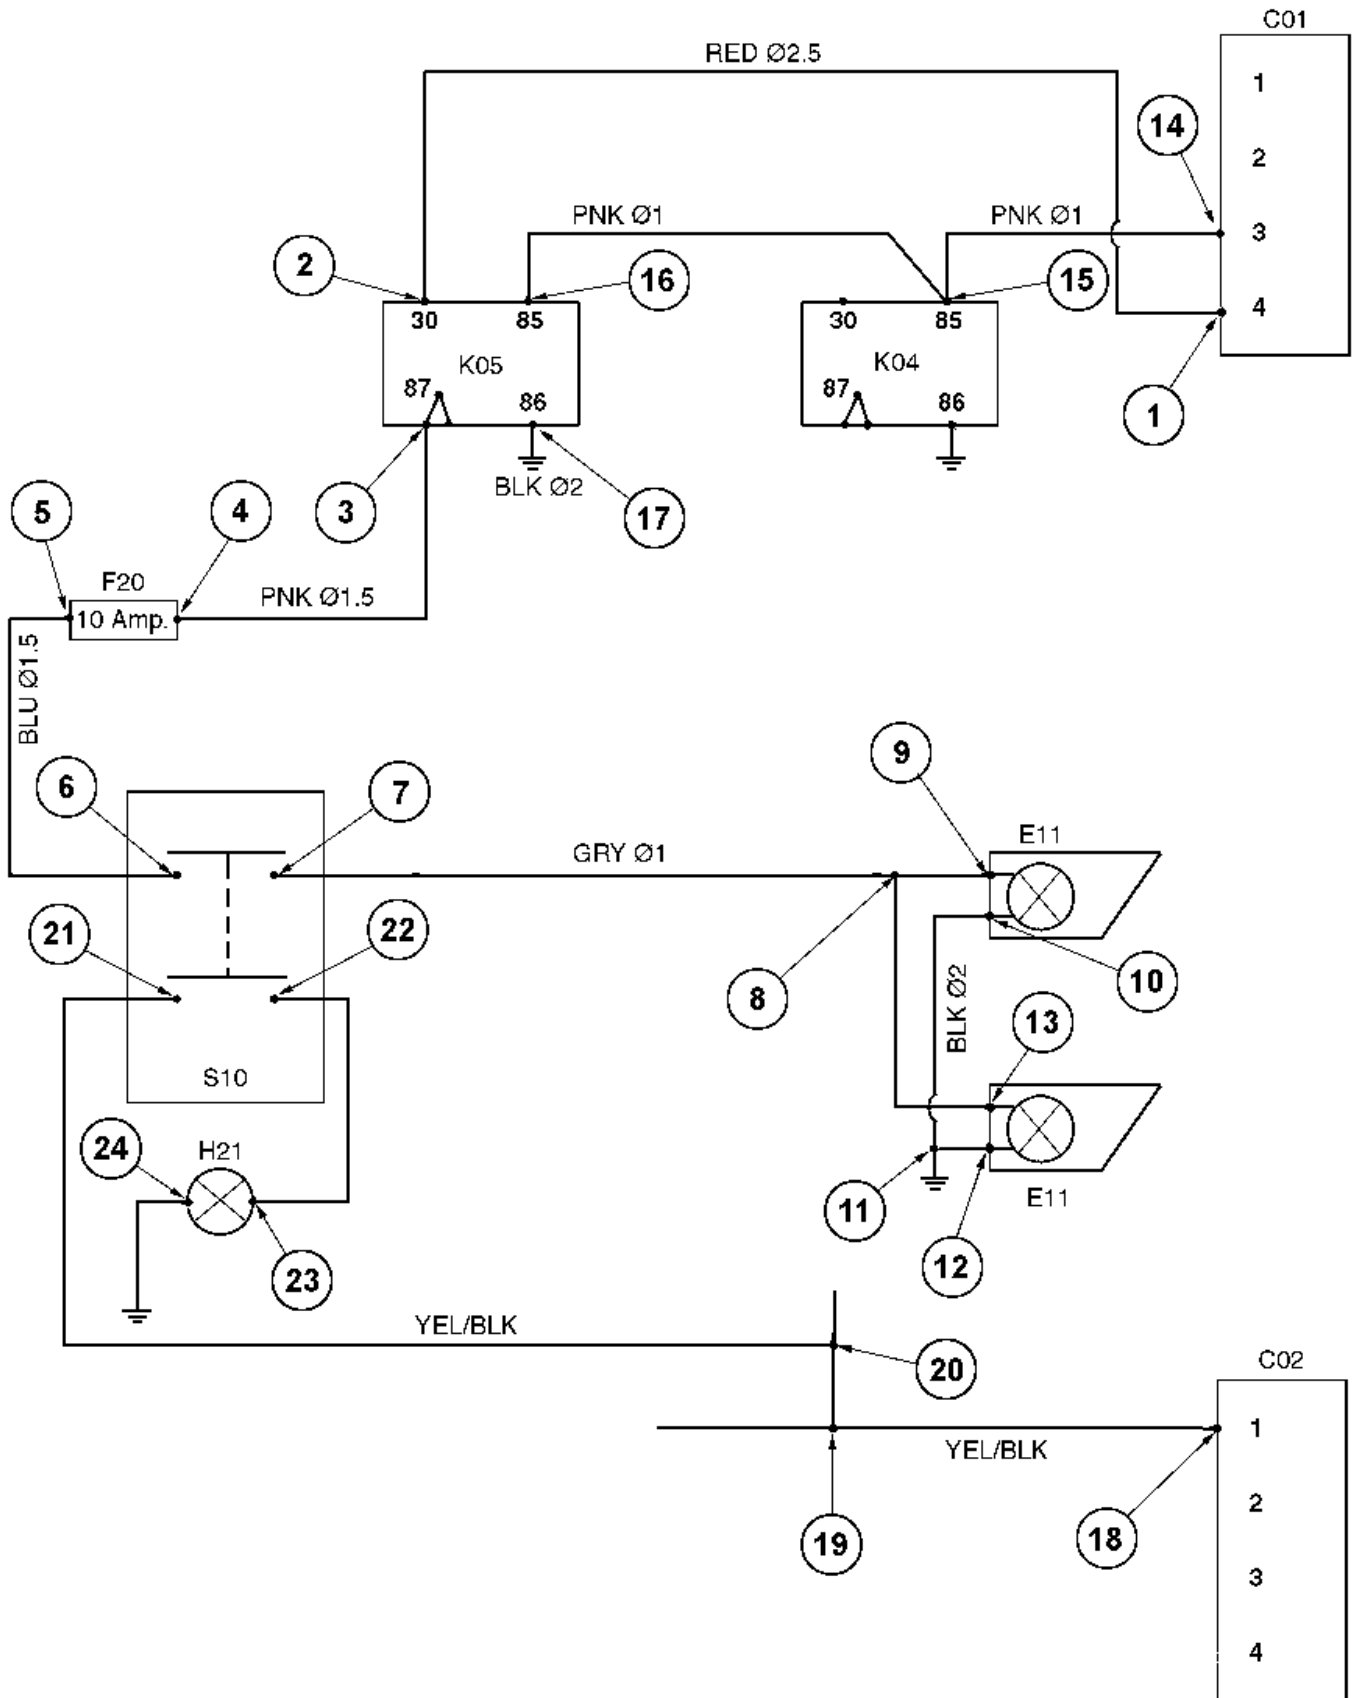 C01
RED Ø2.5
1
14
2
PNK Ø1
PNK Ø1
3
2
16
15
30
85
30
85
4
K05
K04
87
86
87
86
1
BLK Ø2
5
4
3
17
F20
PNK Ø1.5
10 Amp.
BLU Ø1.5
9
6
7
E11
GRY Ø1
21
22
10
8
BLK Ø2
13
S10
24
H21
E11
11
12
23
YEL/BLK
20
C02
1
YEL/BLK
2
19
18
3
4